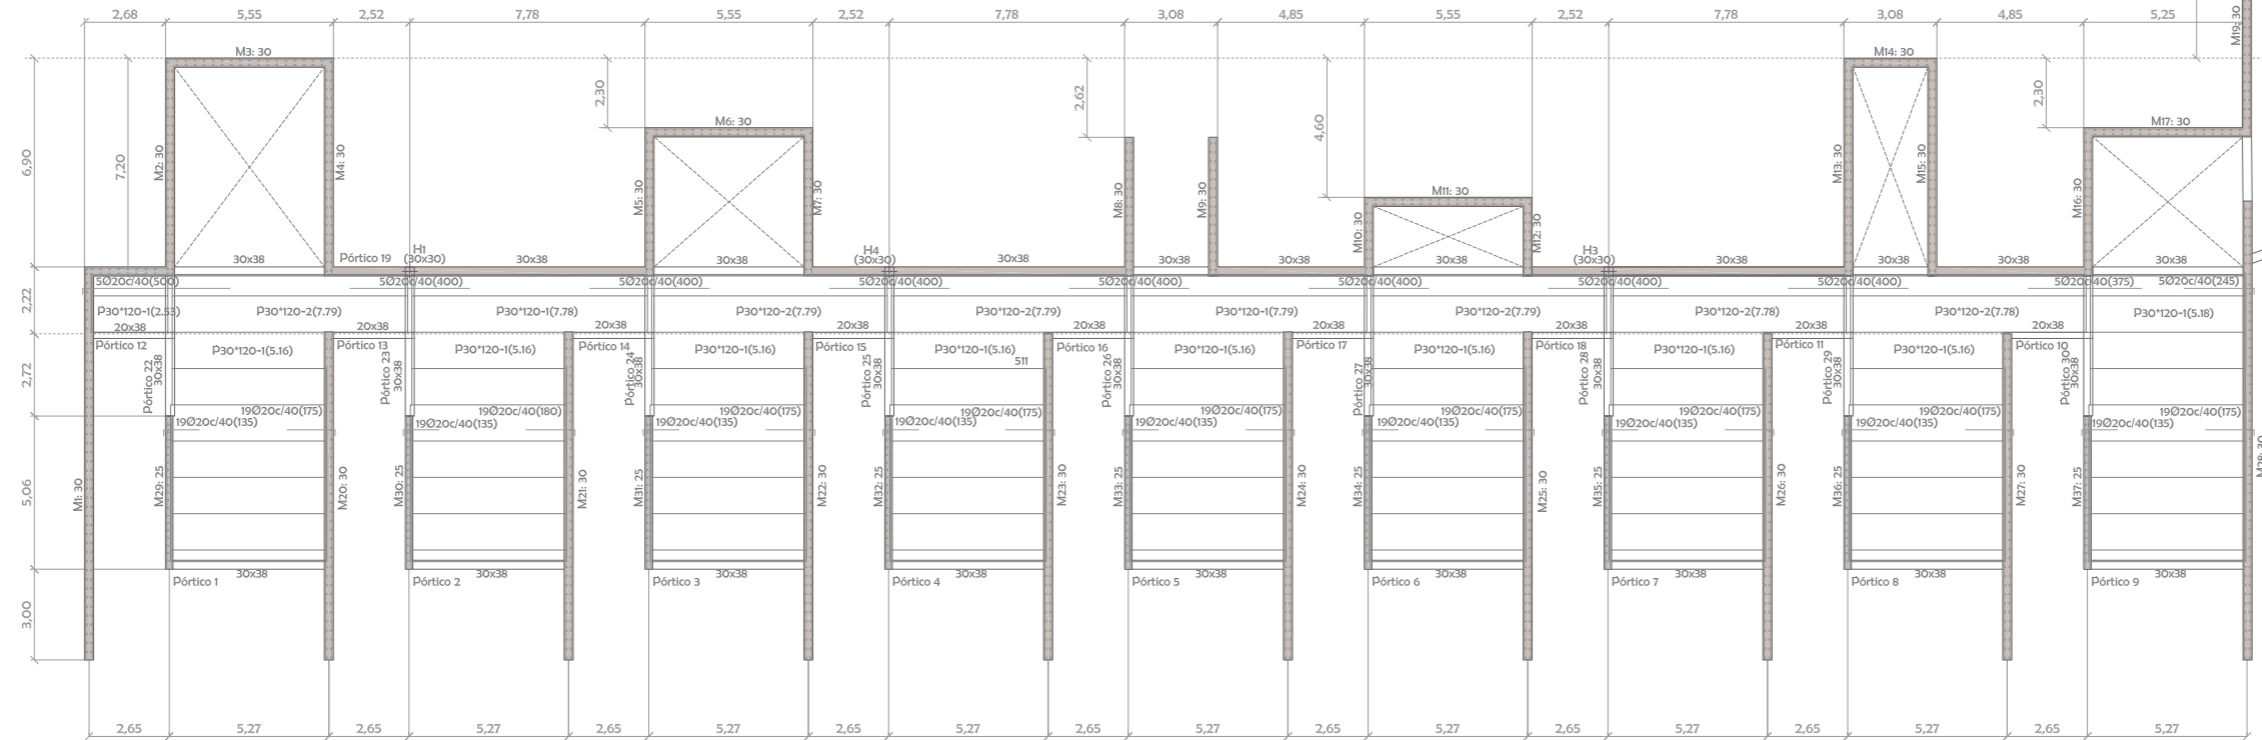 2,68 5,55 2,52 7,78 5,55 2,52 7,78 3,08 4,85 5,55 2,52 7,78 3,08 4,85 5,25
M19: 30
M3: 30 M14: 30
2,30 2,62 4,60 2,30
M6: 30 M17: 30
6,90 7,20 M2: 30 M4: 30 M5: 30 M7: 30 M8: 30 M9: 30 M11: 30 M13: 30 M15: 30 M16: 30
M10: 30 M12: 30
H1 H4 H3
30x38 Pórtico 19 (30x30) 30x38 30x38 (30x30) 30x38 30x38 30x38 30x38 (30x30) 30x38 30x38 30x38 30x38
5Ø20c/40(500) 5Ø20c/40(400) 5Ø20c/40(400) 5Ø20c/40(400) 5Ø20c/40(400) 5Ø20c/40(400) 5Ø20c/40(400) 5Ø20c/40(400) 5Ø20c/40(375) 5Ø20c/40(245)
2,22
P30*120-1(2.53) P30*120-2(7.79) P30*120-1(7.78) P30*120-2(7.79) P30*120-2(7.79) P30*120-1(7.79) P30*120-2(7.79) P30*120-2(7.78) P30*120-2(7.78) P30*120-1(5.18)
20x38 20x38 20x38 20x38 20x38 20x38 20x38 20x38 20x38
Pórtico 12 Pórtico 13 Pórtico 14 Pórtico 15 Pórtico 16 Pórtico 17 Pórtico 18 Pórtico 11 Pórtico 10
P30*120-1(5.16) P30*120-1(5.16) P30*120-1(5.16) P30*120-1(5.16) P30*120-1(5.16) P30*120-1(5.16) P30*120-1(5.16) P30*120-1(5.16)
511
2,72
Pórtico 22 Pórtico 23 Pórtico 24 Pórtico 25 Pórtico 26 Pórtico 27 Pórtico 28 Pórtico 29 Pórtico 30
30x38 30x38 30x38 30x38 30x38 30x38 30x38 30x38 30x38
19Ø20c/40(175) 19Ø20c/40(180) 19Ø20c/40(175) 19Ø20c/40(175) 19Ø20c/40(175) 19Ø20c/40(175) 19Ø20c/40(175) 19Ø20c/40(175) 19Ø20c/40(175)
19Ø20c/40(135) 19Ø20c/40(135) 19Ø20c/40(135) 19Ø20c/40(135) 19Ø20c/40(135) 19Ø20c/40(135) 19Ø20c/40(135) 19Ø20c/40(135) 19Ø20c/40(135)
5,06 M1: 30 M29: 25 M20: 30 M30: 25 M21: 30 M31: 25 M22: 30 M32: 25 M23: 30 M33: 25 M24: 30 M34: 25 M25: 30 M35: 25 M26: 30 M36: 25 M27: 30 M37: 25 M28: 30
30x38 30x38 30x38 30x38 30x38 30x38 30x38 30x38 30x38
Pórtico 1 Pórtico 2 Pórtico 3 Pórtico 4 Pórtico 5 Pórtico 6 Pórtico 7 Pórtico 8 Pórtico 9
3,00
2,65 5,27 2,65 5,27 2,65 5,27 2,65 5,27 2,65 5,27 2,65 5,27 2,65 5,27 2,65 5,27 2,65 5,27